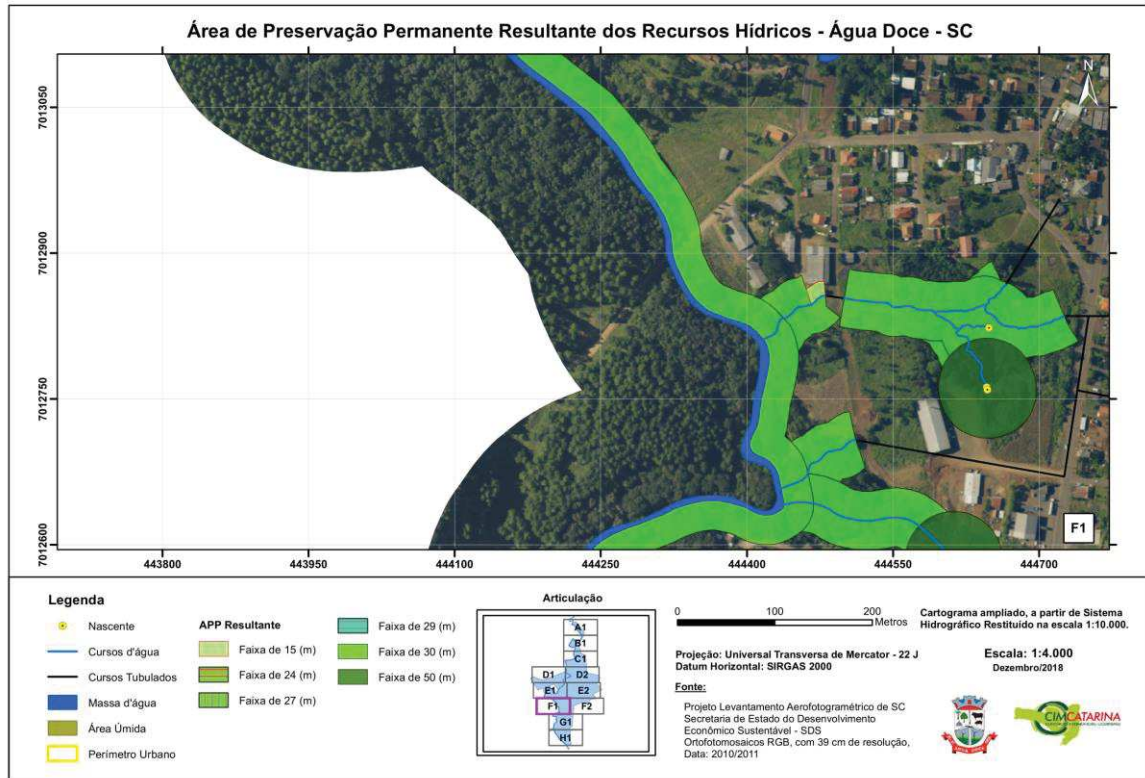 Área de Preservação Permanente Resultante dos Recursos Hídricos - Água Doce - SC
N
7013050
7012900
7012750
7012600
F1
443800
443950
444100
444250
444400
444550
444700
Legenda
Nascente
Cursos d'água
Cursos Tubulados
Massa d'água
Área Úmida
Perímetro Urbano
APP Resultante
Faixa de 15 (m)
Faixa de 24 (m)
Faixa de 27 (m)
Faixa de 29 (m)
Faixa de 30 (m)
Faixa de 50 (m)
Articulação
A1
B1
C1
D1
D2
E1
E2
F1
F2
G1
H1
0
100
200
Metros
Projeção: Universal Transversa de Mercator - 22 J
Datum Horizontal: SIRGAS 2000
Fonte:
Projeto Levantamento Aerofotogramétrico de SC
Secretaria de Estado do Desenvolvimento
Econômico Sustentável - SDS
Ortofotomosaicos RGB, com 39 cm de resolução,
Data: 2010/2011
Cartograma ampliado, a partir de Sistema
Hidrográfico Restituído na escala 1:10.000.
Escala: 1:4.000
Dezembro/2018
CIMCATARINA